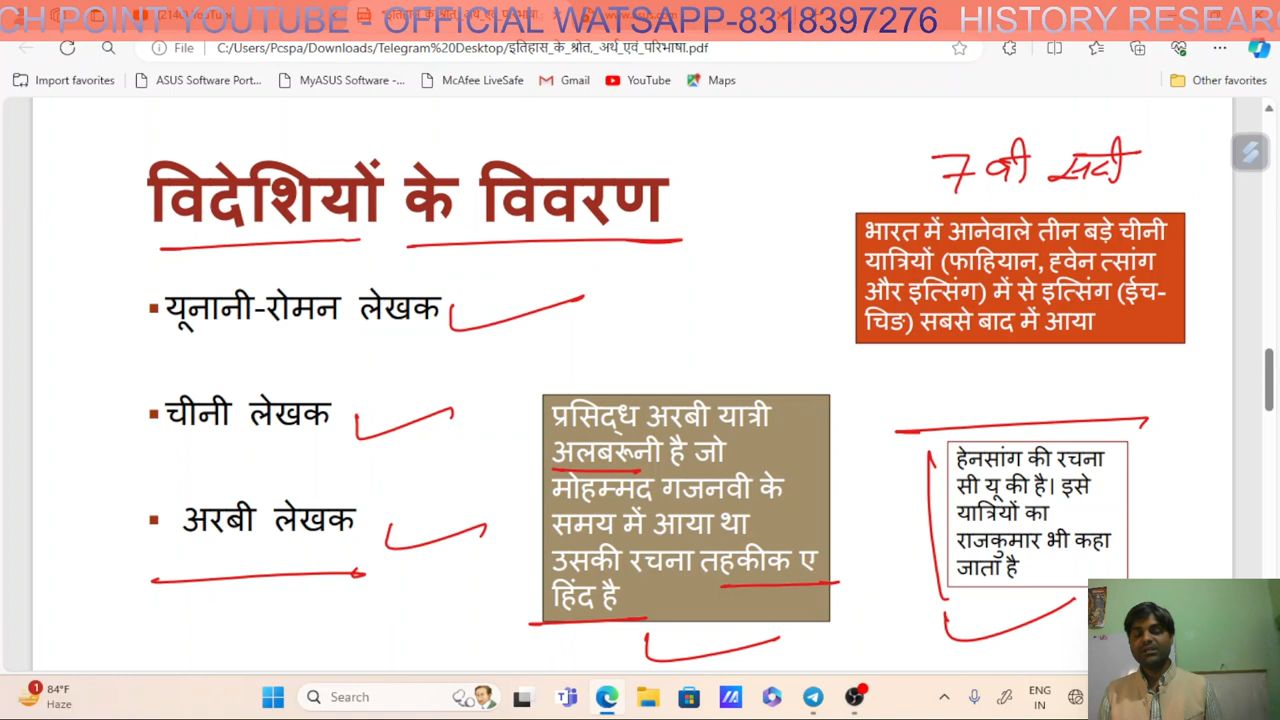 CH POINT YOUTUBE - OFFICIAL WATSAPP-8318397276 HISTORY RESEAR
File C:/Users/Pcspa/Downloads/Telegram%20Desktop/इतिहास_के_श्रोत,_अर्थ_एवं_परिभाषा.pdf
Import favorites ASUS Software Port... MyASUS Software -... McAfee LiveSafe Gmail YouTube Maps Other favorites
7 वी सदी
विदेशियों के विवरण
भारत में आनेवाले तीन बड़े चीनी
यात्रियों (फाहियान, ह्वेन त्सांग
और इत्सिंग) में से इत्सिंग (ईच-
चिङ) सबसे बाद में आया
यूनानी-रोमन लेखक
चीनी लेखक
अरबी लेखक
प्रसिद्ध अरबी यात्री
अलबरूनी है जो
मोहम्मद गजनवी के
समय में आया था
उसकी रचना तहकीक ए
हिंद है
हेनसांग की रचना
सी यू की है। इसे
यात्रियों का
राजकुमार भी कहा
जाता है
1
84°F
Haze
Search
ENG
IN